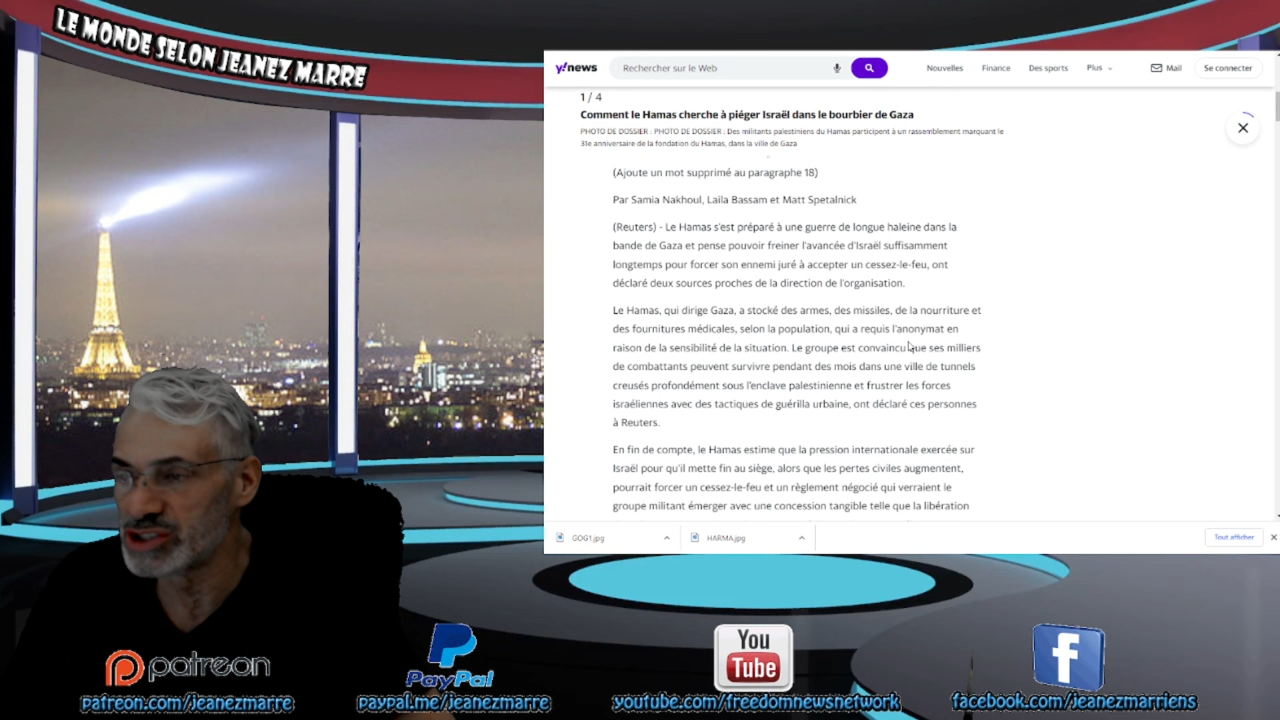 LE MONDE SELON JEANEZ MARRE
y!news
Rechercher sur le Web
Nouvelles
Finance
Des sports
Plus
Mail
Se connecter
1 / 4
Comment le Hamas cherche à piéger Israël dans le bourbier de Gaza
PHOTO DE DOSSIER : PHOTO DE DOSSIER : Des militants palestiniens du Hamas participent à un rassemblement marquant le
31e anniversaire de la fondation du Hamas, dans la ville de Gaza
(Ajoute un mot supprimé au paragraphe 18)
Par Samia Nakhoul, Laila Bassam et Matt Spetalnick
(Reuters) - Le Hamas s'est préparé à une guerre de longue haleine dans la
bande de Gaza et pense pouvoir freiner l'avancée d'Israël suffisamment
longtemps pour forcer son ennemi juré à accepter un cessez-le-feu, ont
déclaré deux sources proches de la direction de l'organisation.
Le Hamas, qui dirige Gaza, a stocké des armes, des missiles, de la nourriture et
des fournitures médicales, selon la population, qui a requis l'anonymat en
raison de la sensibilité de la situation. Le groupe est convaincu que ses milliers
de combattants peuvent survivre pendant des mois dans une ville de tunnels
creusés profondément sous l'enclave palestinienne et frustrer les forces
israéliennes avec des tactiques de guérilla urbaine, ont déclaré ces personnes
à Reuters.
En fin de compte, le Hamas estime que la pression internationale exercée sur
Israël pour qu'il mette fin au siège, alors que les pertes civiles augmentent,
pourrait forcer un cessez-le-feu et un règlement négocié qui verraient le
groupe militant émerger avec une concession tangible telle que la libération
GOG1.jpg
HARMA.jpg
Tout afficher
patreon
PayPal
You
Tube
patreon.com/jeanezmarre
paypal.me/jeanezmarre
youtube.com/freedomnewsnetwork
facebook.com/jeanezmarriens